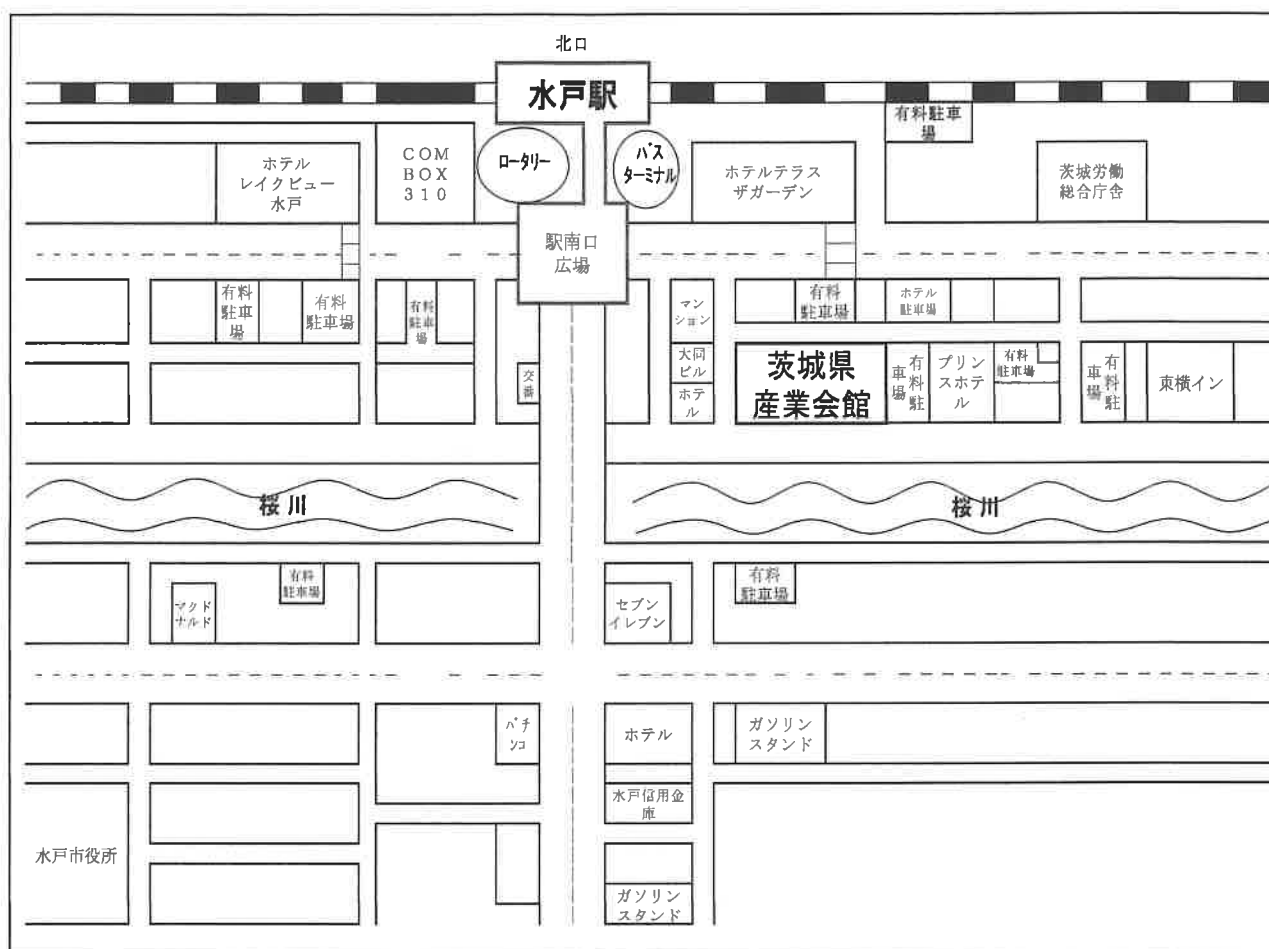 北口
水戸駅
ロータリー
バス
ターミナル
有料駐車
場
ホテル
レイクビュー
水戸
COM
BOX
310
ホテルテラス
ザガーデン
茨城労働
総合庁舎
駅南口
広場
有料
駐車
場
有料
駐車場
有料
駐車
場
マン
ション
有料
駐車場
ホテル
駐車場
交
番
大同
ビル
ホテ
ル
茨城県
産業会館
有料駐
車場
プリン
スホテ
ル
有料
駐車場
有料駐
車場
東横イン
桜川
桜川
マクド
ナルド
有料
駐車場
セブン
イレブン
有料
駐車場
パチ
ンコ
ホテル
ガソリン
スタンド
水戸信用金
庫
水戸市役所
ガソリン
スタンド